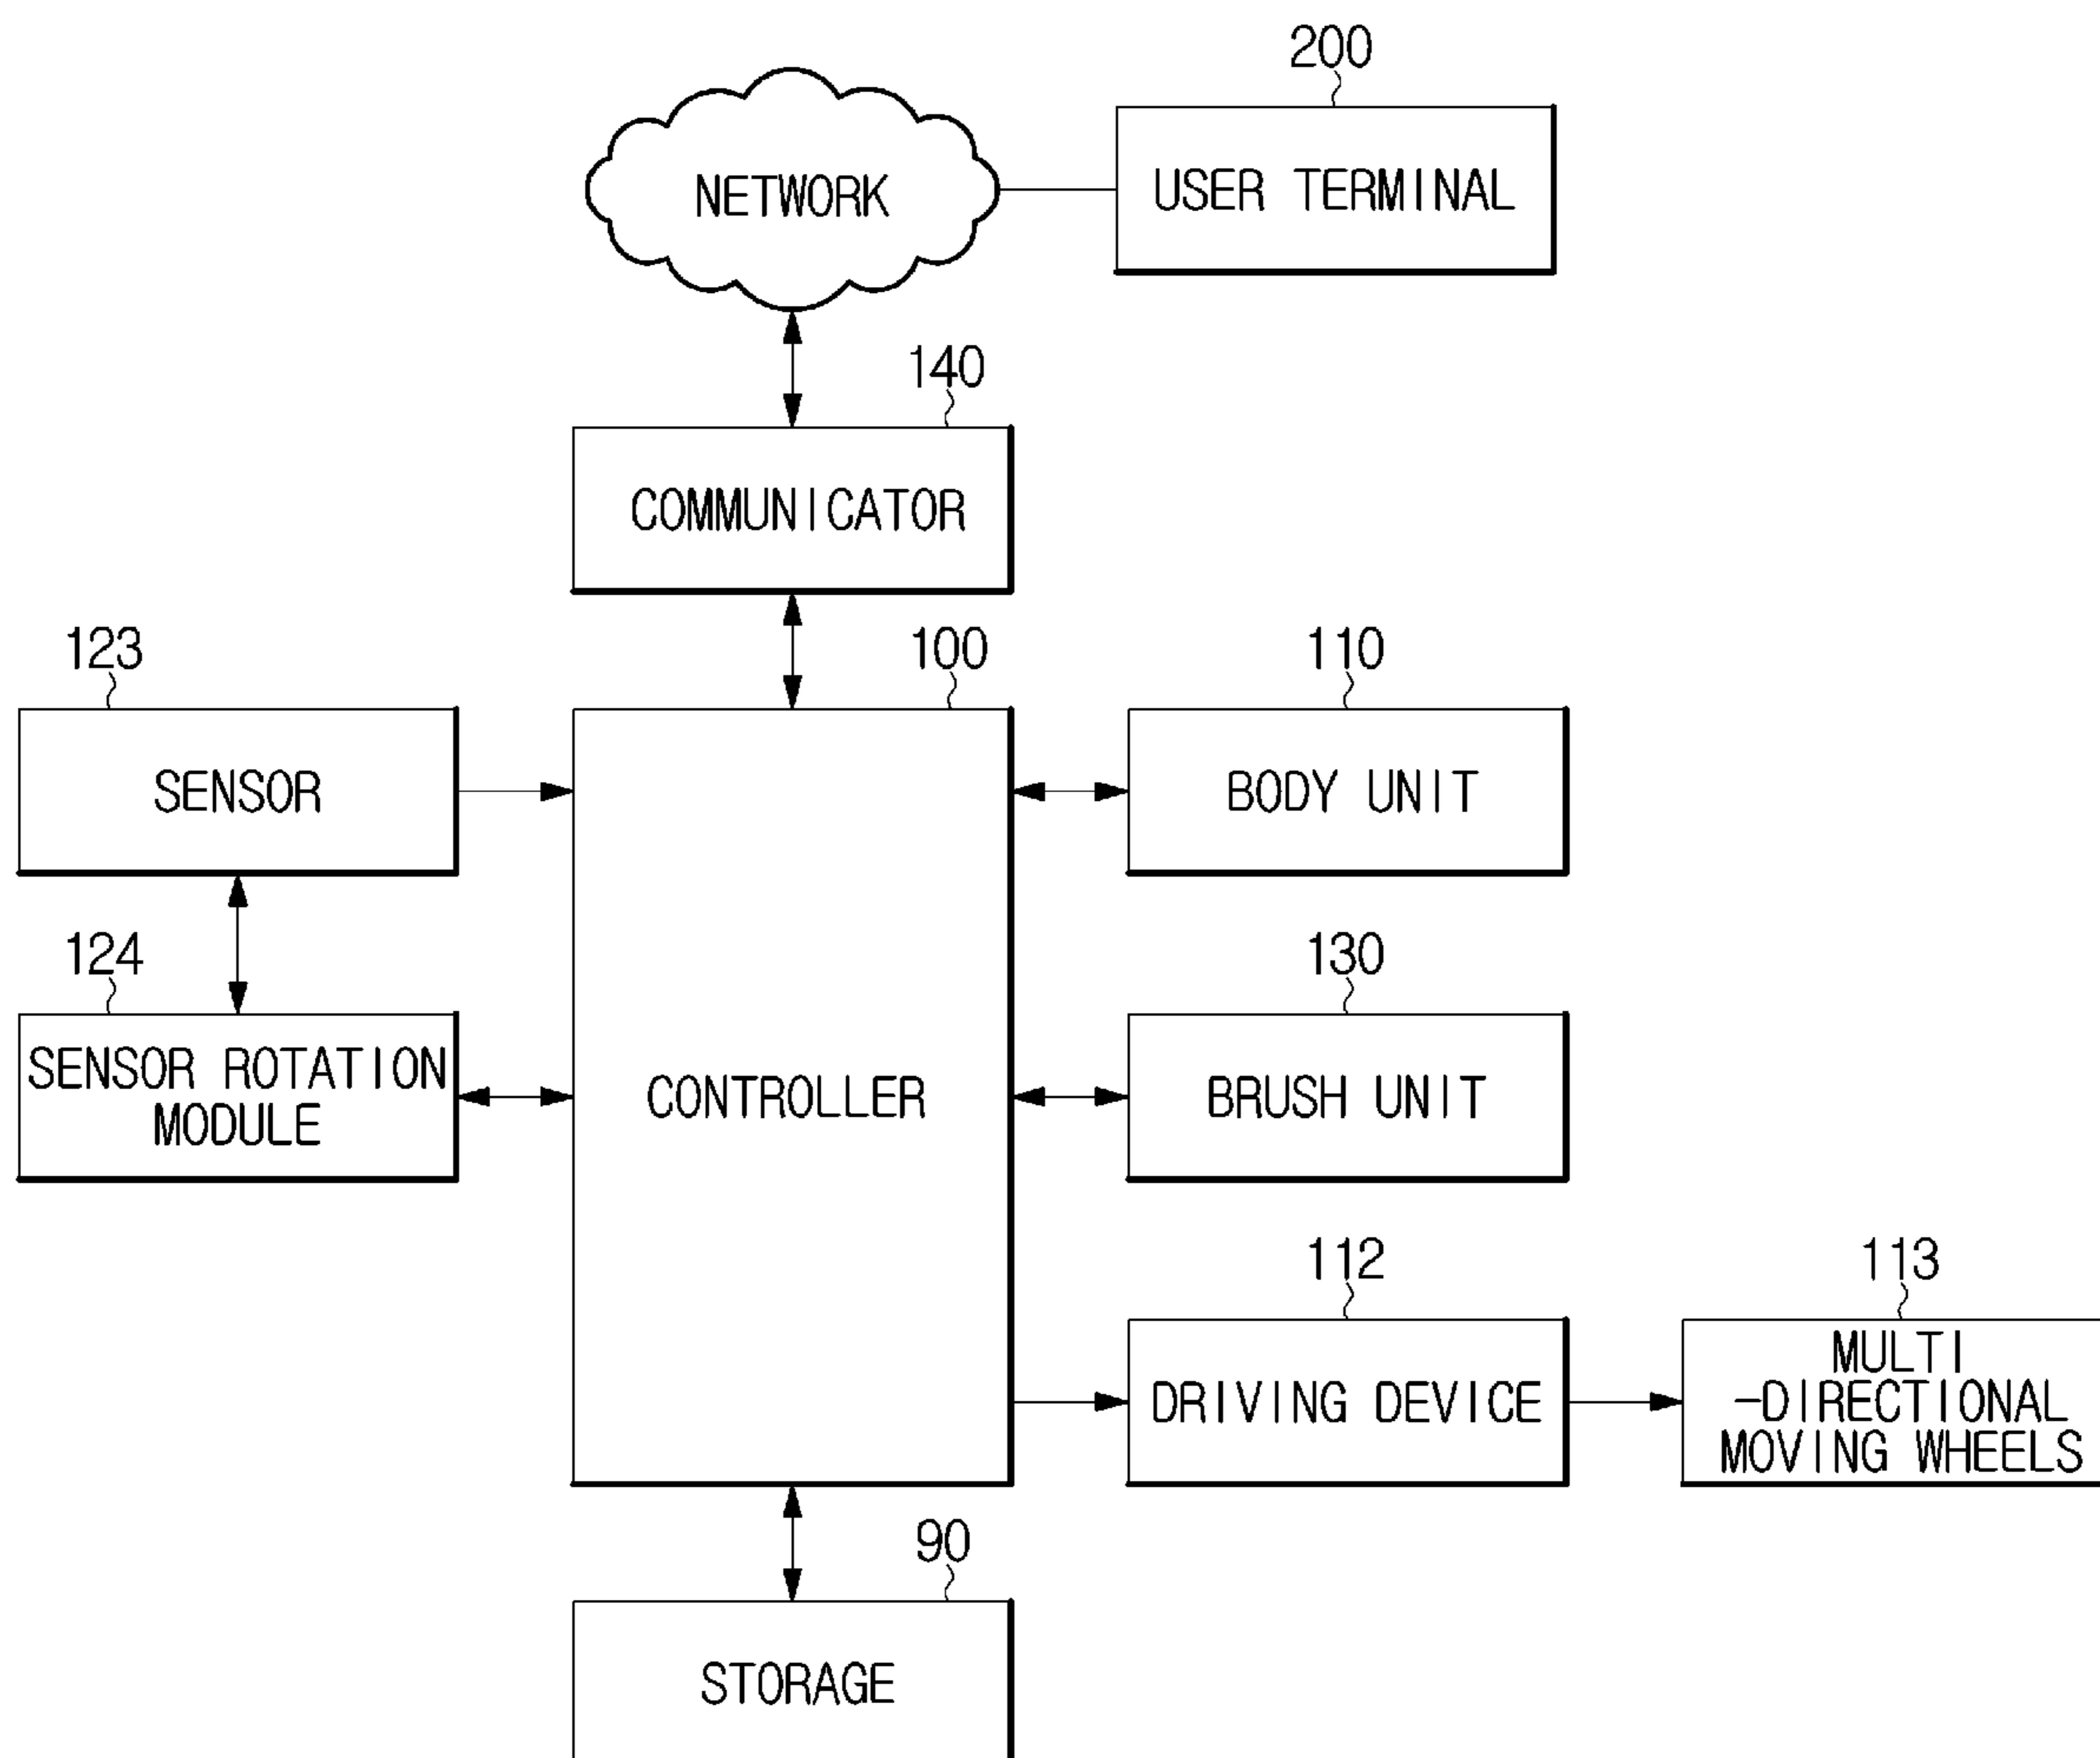 200
NETWORK
USER TERMINAL
140
COMMUNICATOR
123
100
110
SENSOR
BODY UNIT
124
130
SENSOR ROTATION
MODULE
CONTROLLER
BRUSH UNIT
112
113
DRIVING DEVICE
MULTI
-DIRECTIONAL
MOVING WHEELS
90
STORAGE